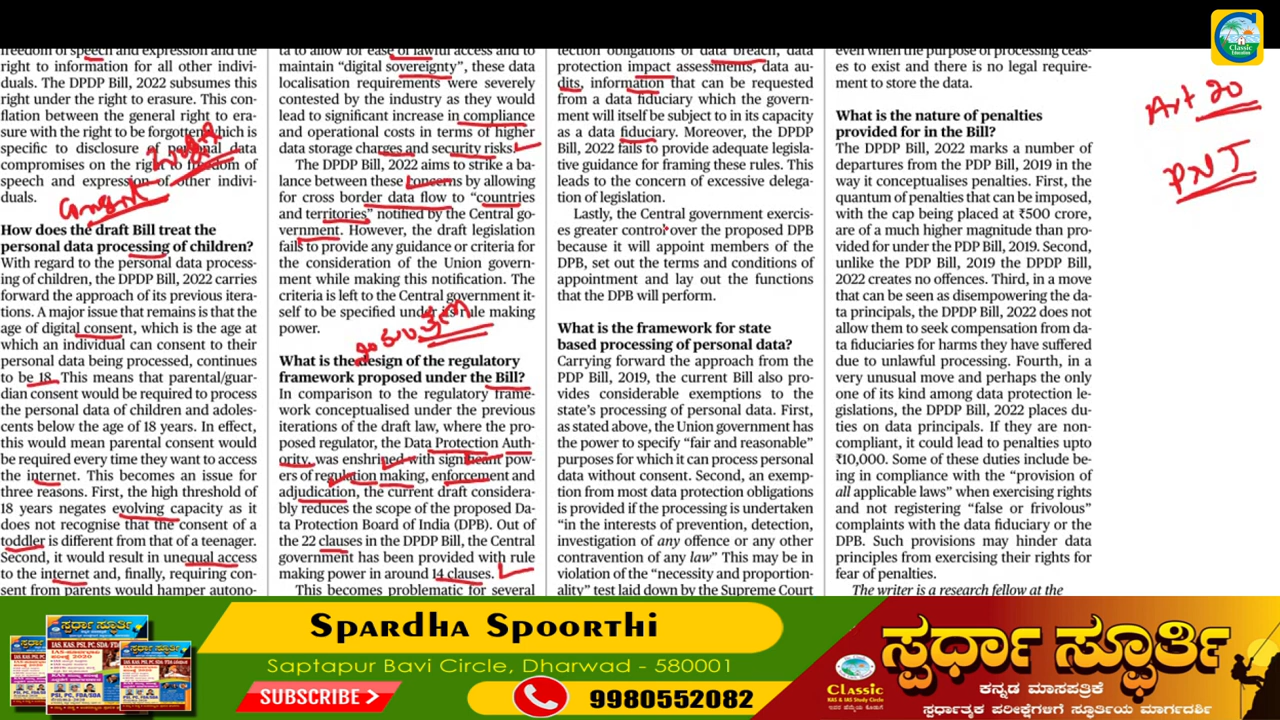 Classic
Education
freedom of speech and expression and the
right to information for all other indivi-
duals. The DPDP Bill, 2022 subsumes this
right under the right to erasure. This con-
flation between the general right to era-
sure with the right to be forgotten which is
specific to disclosure of personal data
compromises on the right to freedom of
speech and expression of other indivi-
duals.
How does the draft Bill treat the
personal data processing of children?
With regard to the personal data process-
ing of children, the DPDP Bill, 2022 carries
forward the approach of its previous itera-
tions. A major issue that remains is that the
age of digital consent, which is the age at
which an individual can consent to their
personal data being processed, continues
to be 18. This means that parental/guar-
dian consent would be required to process
the personal data of children and adoles-
cents below the age of 18 years. In effect,
this would mean parental consent would
be required every time they want to access
the internet. This becomes an issue for
three reasons. First, the high threshold of
18 years negates evolving capacity as it
does not recognise that the consent of a
toddler is different from that of a teenager.
Second, it would result in unequal access
to the internet and, finally, requiring con-
sent from parents would hamper autono-
ta to allow for ease of lawful access and
maintain “digital sovereignty”, these data
localisation requirements were severely
contested by the industry as they would
lead to significant increase in compliance
and operational costs in terms of higher
data storage charges and security risks.
The DPDP Bill, 2022 aims to strike a ba-
lance between these concerns by allowing
for cross border data flow to “countries
and territories” notified by the Central go-
vernment. However, the draft legislation
fails to provide any guidance or criteria for
the consideration of the Union govern-
ment while making this notification. The
criteria is left to the Central government it-
self to be specified under its rule making
power.
What is the design of the regulatory
framework proposed under the Bill?
In comparison to the regulatory frame-
work conceptualised under the previous
iterations of the draft law, where the pro-
posed regulator, the Data Protection Auth-
ority, was enshrined with significant pow-
ers of regulation making, enforcement and
adjudication, the current draft considera-
bly reduces the scope of the proposed Da-
ta Protection Board of India (DPB). Out of
the 22 clauses in the DPDP Bill, the Central
government has been provided with rule
making power in around 14 clauses.
This becomes problematic for several
tection obligations of data breach, data
protection impact assessments, data au-
dits, information that can be requested
from a data fiduciary which the govern-
ment will itself be subject to in its capacity
as a data fiduciary. Moreover, the DPDP
Bill, 2022 fails to provide adequate legisla-
tive guidance for framing these rules. This
leads to the concern of excessive delega-
tion of legislation.
Lastly, the Central government exercis-
es greater control over the proposed DPB
because it will appoint members of the
DPB, set out the terms and conditions of
appointment and lay out the functions
that the DPB will perform.
What is the framework for state
based processing of personal data?
Carrying forward the approach from the
PDP Bill, 2019, the current Bill also pro-
vides considerable exemptions to the
state’s processing of personal data. First,
as stated above, the Union government has
the power to specify “fair and reasonable”
purposes for which it can process personal
data without consent. Second, an exemp-
tion from most data protection obligations
is provided if the processing is undertaken
“in the interests of prevention, detection,
investigation of any offence or any other
contravention of any law” This may be in
violation of the “necessity and proportion-
ality” test laid down by the Supreme Court
even when the purpose of processing ceas-
es to exist and there is no legal require-
ment to store the data.
What is the nature of penalties
provided for in the Bill?
The DPDP Bill, 2022 marks a number of
departures from the PDP Bill, 2019 in the
way it conceptualises penalties. First, the
quantum of penalties that can be imposed,
with the cap being placed at ₹500 crore,
are of a much higher magnitude than pro-
vided for under the PDP Bill, 2019. Second,
unlike the PDP Bill, 2019 the DPDP Bill,
2022 creates no offences. Third, in a move
that can be seen as disempowering the da-
ta principals, the DPDP Bill, 2022 does not
allow them to seek compensation from da-
ta fiduciaries for harms they have suffered
due to unlawful processing. Fourth, in a
very unusual move and perhaps the only
one of its kind among data protection le-
gislations, the DPDP Bill, 2022 places du-
ties on data principals. If they are non-
compliant, it could lead to penalties upto
₹10,000. Some of these duties include be-
ing in compliance with the “provision of
all applicable laws” when exercising rights
and not registering “false or frivolous”
complaints with the data fiduciary or the
DPB. Such provisions may hinder data
principals from exercising their rights for
fear of penalties.
The writer is a research fellow at the
Art 20
PNJ
Spardha Spoorthi
Saptapur Bavi Circle Dharwad - 580001
SUBSCRIBE
9980552082
Classic
KAS & IAS Study Circle
ಸ್ಪರ್ಧಾ ಸ್ಫೂರ್ತಿ
ಕನ್ನಡ ಮಾಸಪತ್ರಿಕೆ
ಸ್ಪರ್ಧಾತ್ಮಕ ಪರೀಕ್ಷೆಗಳಿಗೆ ಸ್ಫೂರ್ತಿಯ ಮಾರ್ಗದರ್ಶಿ